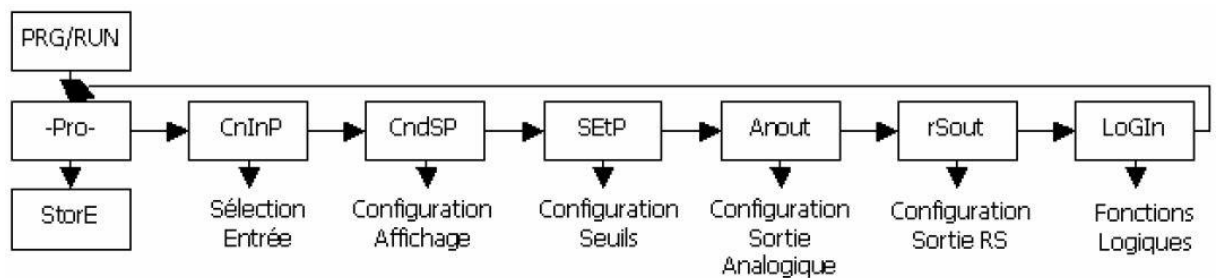 PRG/RUN
-Pro-
CnInP
CndSP
SEtP
Anout
rSout
LoGIn
StorE
Sélection
Entrée
Configuration
Affichage
Configuration
Seuils
Configuration
Sortie
Analogique
Configuration
Sortie RS
Fonctions
Logiques